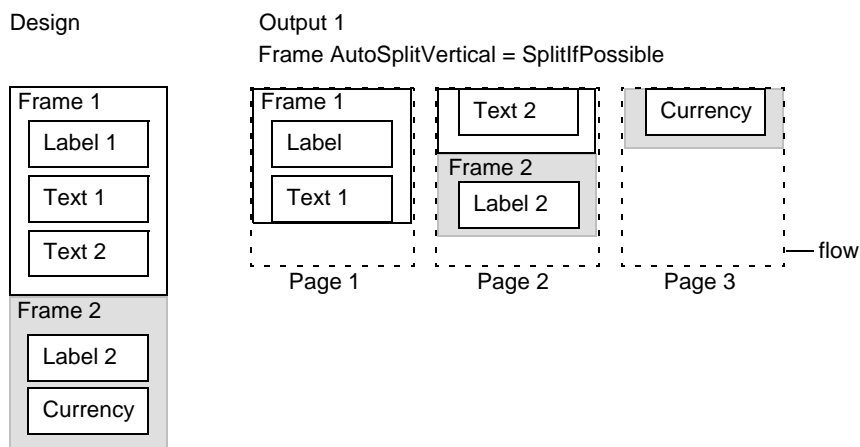 Design
Output 1
Frame AutoSplitVertical = SplitIfPossible
Frame 1
Label 1
Text 1
Text 2
Frame 2
Label 2
Currency
Frame 1
Label
Text 1
Page 1
Text 2
Frame 2
Label 2
Page 2
Currency
Page 3
flow